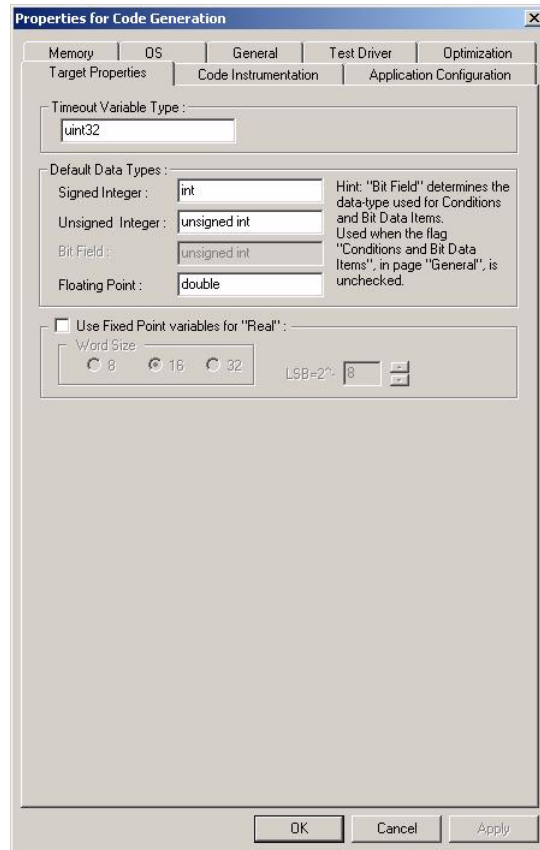 Properties for Code Generation
Memory OS General Test Driver Optimization
Target Properties Code Instrumentation Application Configuration
Timeout Variable Type :
uint32
Default Data Types :
Signed Integer : int
Unsigned Integer : unsigned int
Bit Field : unsigned int
Floating Point : double
Hint: "Bit Field" determines the
data-type used for Conditions
and Bit Data Items.
Used when the flag
"Conditions and Bit Data
Items", in page "General", is
unchecked.
Use Fixed Point variables for "Real" :
Word Size
8 16 32 LSB=2^- 8
OK Cancel Apply